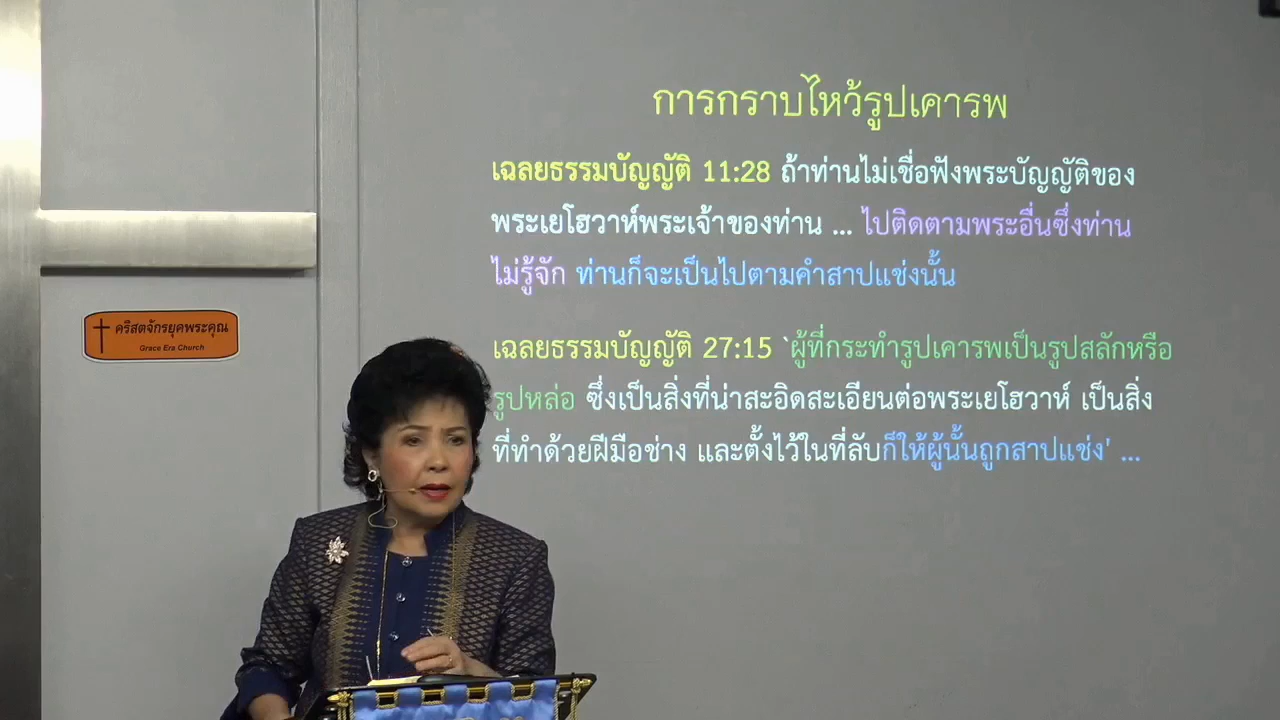 การกราบไหว้รูปเคารพ
เฉลยธรรมบัญญัติ 11:28 ถ้าท่านไม่เชื่อฟังพระบัญญัติของ
พระเยโฮวาห์พระเจ้าของท่าน ... ไปติดตามพระอื่นซึ่งท่าน
ไม่รู้จัก ท่านก็จะเป็นไปตามคำสาปแช่งนั้น
เฉลยธรรมบัญญัติ 27:15 `ผู้ที่กระทำรูปเคารพเป็นรูปสลักหรือ
รูปหล่อ ซึ่งเป็นสิ่งที่น่าสะอิดสะเอียนต่อพระเยโฮวาห์ เป็นสิ่ง
ที่ทำด้วยฝีมือช่าง และตั้งไว้ในที่ลับก็ให้ผู้นั้นถูกสาปแช่ง' ...
คริสตจักรยุคพระคุณ
Grace Era Church